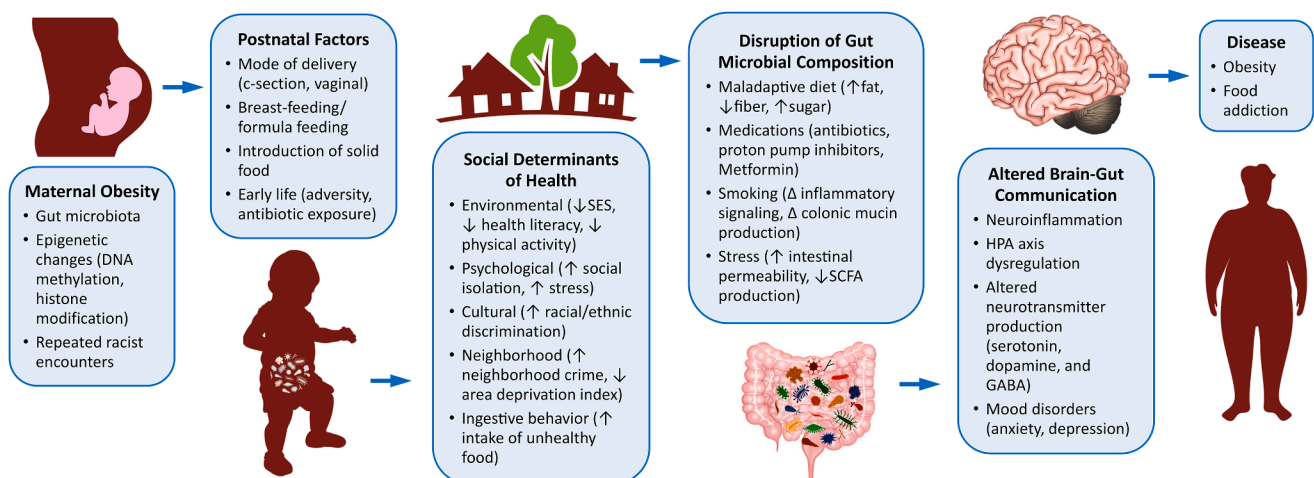 Maternal Obesity
• Gut microbiota
• Epigenetic
changes (DNA
methylation,
histone
modification)
• Repeated racist
encounters
Postnatal Factors
• Mode of delivery
(c-section, vaginal)
• Breast-feeding/
formula feeding
• Introduction of solid
food
• Early life (adversity,
antibiotic exposure)
Social Determinants
of Health
• Environmental (↓SES,
↓ health literacy, ↓
physical activity)
• Psychological (↑ social
isolation, ↑ stress)
• Cultural (↑ racial/ethnic
discrimination)
• Neighborhood (↑
neighborhood crime, ↓
area deprivation index)
• Ingestive behavior (↑
intake of unhealthy
food)
Disruption of Gut
Microbial Composition
• Maladaptive diet (↑fat,
↓fiber, ↑sugar)
• Medications (antibiotics,
proton pump inhibitors,
Metformin)
• Smoking (Δ inflammatory
signaling, Δ colonic mucin
production)
• Stress (↑ intestinal
permeability, ↓SCFA
production)
Altered Brain-Gut
Communication
• Neuroinflammation
• HPA axis
dysregulation
• Altered
neurotransmitter
production
(serotonin,
dopamine, and
GABA)
• Mood disorders
(anxiety, depression)
Disease
• Obesity
• Food
addiction